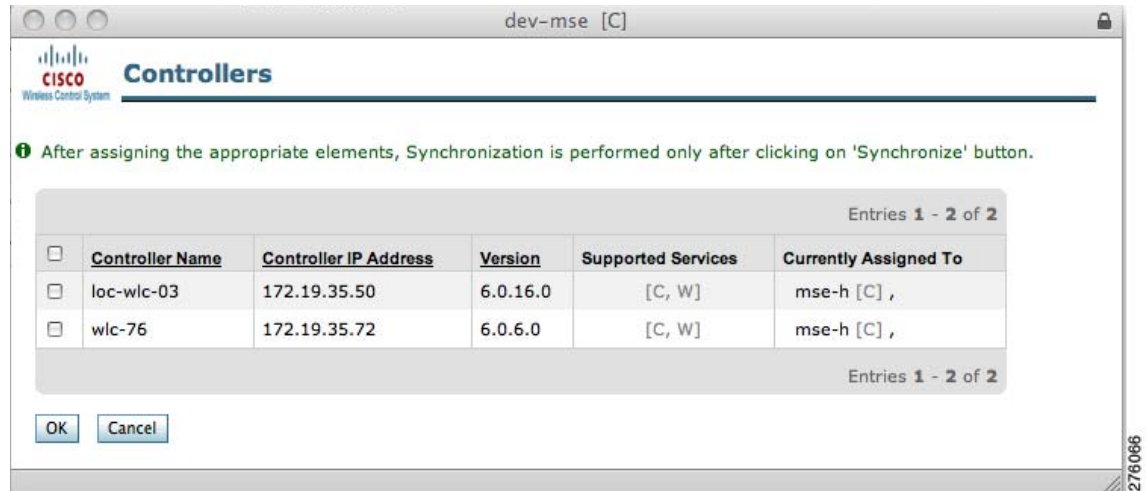 dev-mse [C]
CISCO
Wireless Control System
Controllers
After assigning the appropriate elements, Synchronization is performed only after clicking on 'Synchronize' button.
Entries 1 - 2 of 2
Controller Name Controller IP Address Version Supported Services Currently Assigned To
loc-wlc-03 172.19.35.50 6.0.16.0 [C, W] mse-h [C] ,
wlc-76 172.19.35.72 6.0.6.0 [C, W] mse-h [C] ,
Entries 1 - 2 of 2
OK Cancel
276066